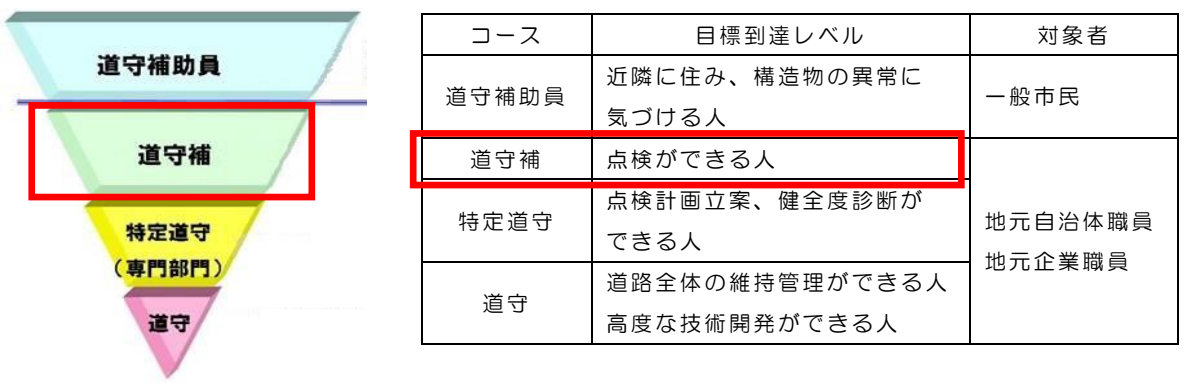 道守補助員
道守補
特定道守
（専門部門）
道守
コース 目標到達レベル 対象者
道守補助員 近隣に住み、構造物の異常に
気づける人 一般市民
道守補 点検ができる人
特定道守 点検計画立案、健全度診断が
できる人
道守 道路全体の維持管理ができる人
高度な技術開発ができる人
地元自治体職員
地元企業職員